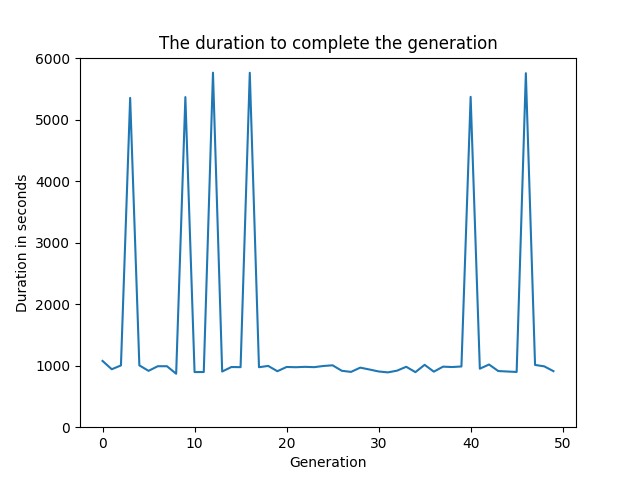 The duration to complete the generation
6000
5000
4000
3000
2000
1000
0
Duration in seconds
0 10 20 30 40 50
Generation